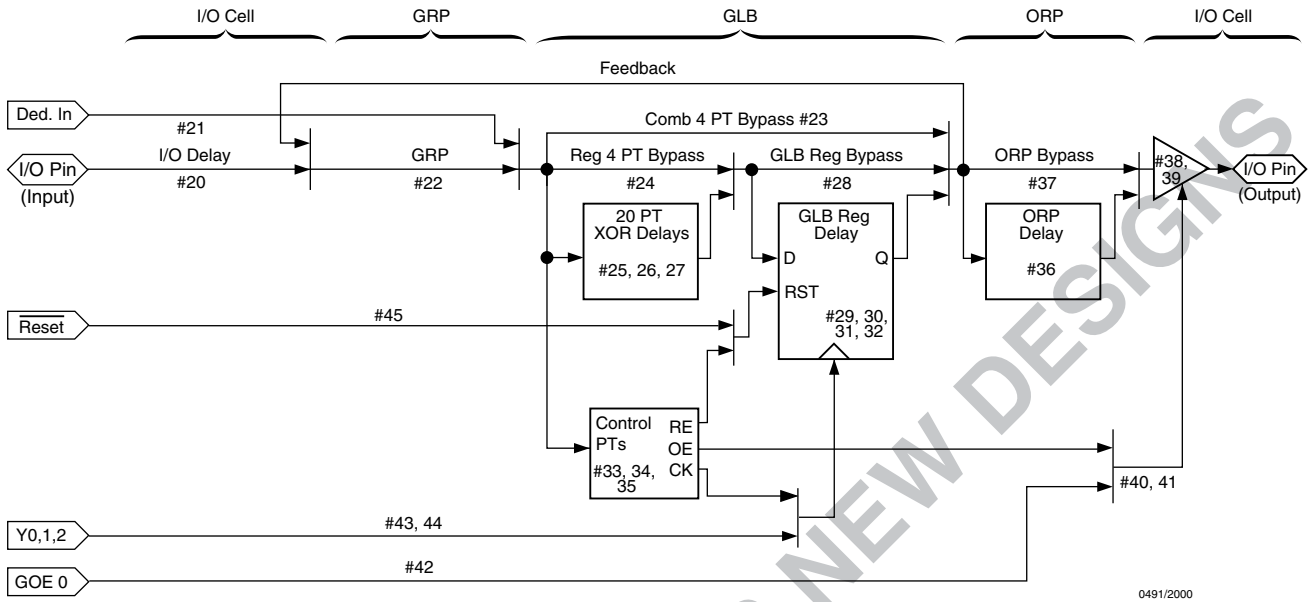 I/O Cell GRP GLB ORP I/O Cell
Feedback
Ded. In
#21
Comb 4 PT Bypass #23
I/O Pin
(Input)
I/O Delay
#20
GRP
#22
Reg 4 PT Bypass
#24
GLB Reg Bypass
#28
ORP Bypass
#37
#38,
39
I/O Pin
(Output)
20 PT
XOR Delays
#25, 26, 27
GLB Reg
Delay
D
Q
RST
#29, 30,
31, 32
ORP
Delay
#36
Reset
#45
Control
PTs
#33, 34,
35
RE
OE
CK
#40, 41
Y0,1,2
#43, 44
GOE 0
#42
0491/2000
NEW DESIGNS